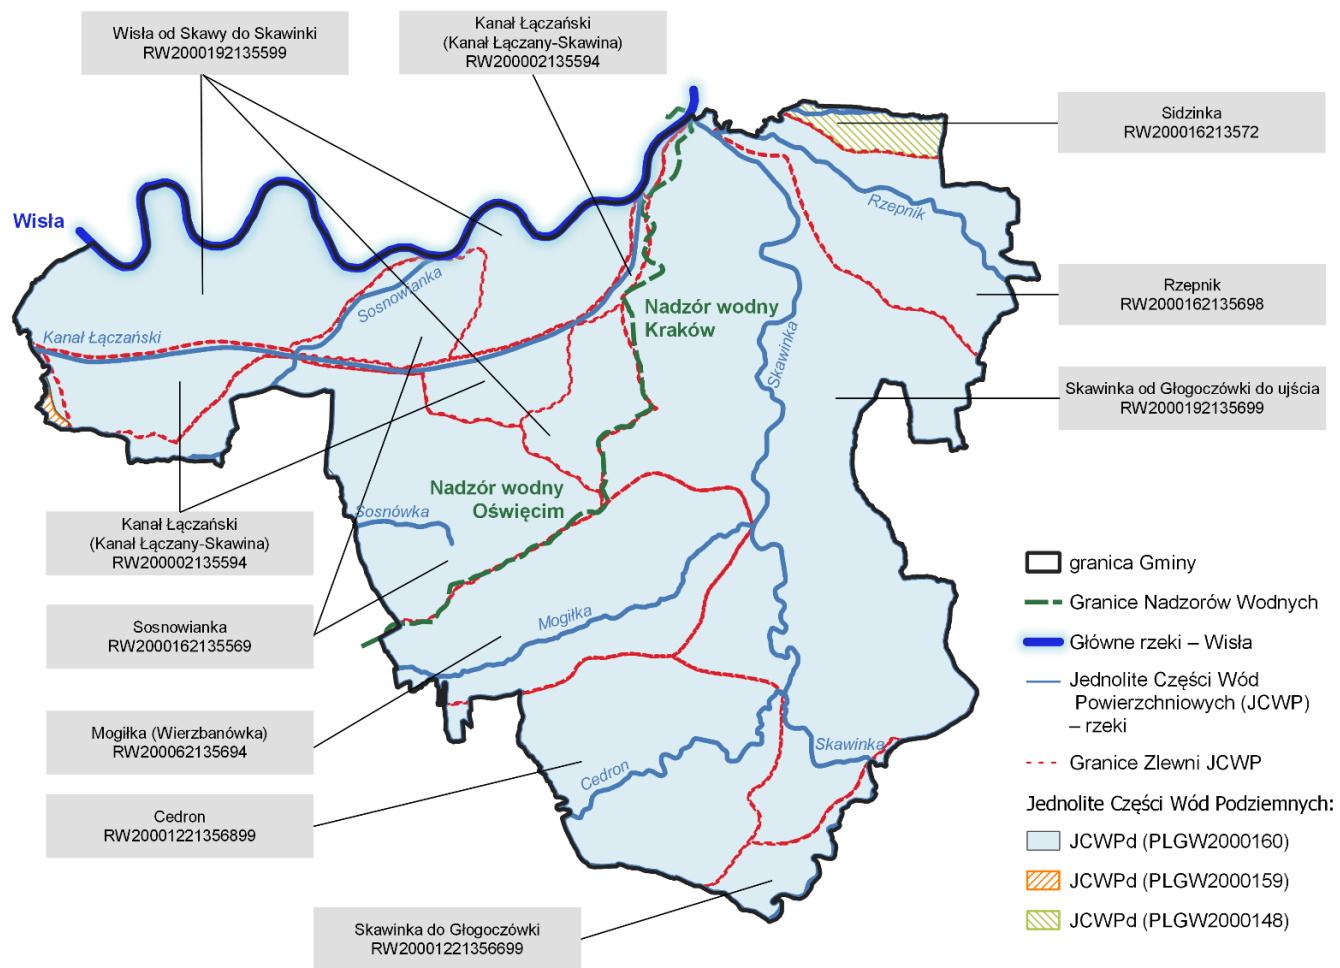 Wisła od Skawy do Skawinki
RW2000192135599
Kanał Łączański
(Kanał Łączany-Skawina)
RW200002135594
Sidzinka
RW200016213572
Rzepnik
RW2000162135698
Skawinka od Głogoczówki do ujścia
RW2000192135699
Wisła
Kanał Łączański
Sosnowianka
Rzepnik
Skawinka
Nadzór wodny
Kraków
Nadzór wodny
Oświęcim
Sosnówka
Mogiłka
Cedron
Skawinka
Kanał Łączański
(Kanał Łączany-Skawina)
RW200002135594
Sosnowianka
RW2000162135569
Mogiłka (Wierzbanówka)
RW200062135694
Cedron
RW20001221356899
Skawinka do Głogoczówki
RW20001221356699
granica Gminy
Granice Nadzorów Wodnych
Główne rzeki – Wisła
Jednolite Części Wód
Powierzchniowych (JCWP)
– rzeki
Granice Zlewni JCWP
Jednolite Części Wód Podziemnych:
JCWPd (PLGW2000160)
JCWPd (PLGW2000159)
JCWPd (PLGW2000148)